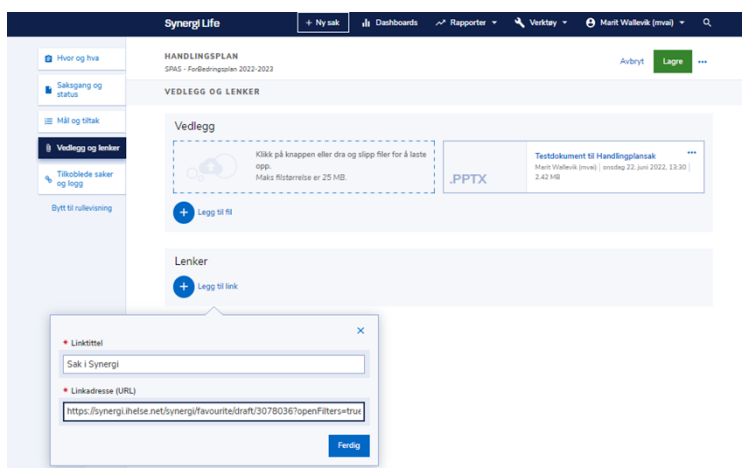 Synergi Life
+ Ny sak
Dashboards
Rapporter
Verktøy
Marit Wallevik (mvai)
Hvor og hva
Saksgang og
status
Mål og tiltak
Vedlegg og lenker
Tilkoblede saker
og logg
Bytt til rullevisning
HANDLINGSPLAN
SPAS - ForBedringsplan 2022-2023
Avbryt
Lagre
VEDLEGG OG LENKER
Vedlegg
Klikk på knappen eller dra og slipp filer for å laste
opp.
Maks filstørrelse er 25 MB.
.PPTX
Testdokument til Handlingplansak
Marit Wallevik (mvai) | onsdag 22. juni 2022, 13:30 |
2.42 MB
Legg til fil
Lenker
Legg til link
* Linktittel
Sak i Synergi
* Linkadresse (URL)
https://synergi.ihelse.net/synergi/favourite/draft/3078036?openFilters=true
Ferdig